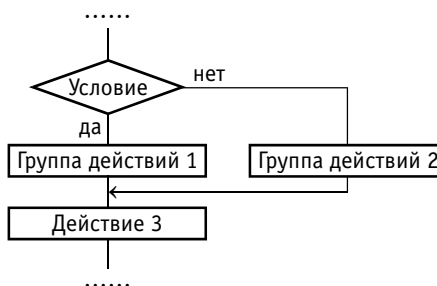 ......
Условие
нет
да
Группа действий 1
Группа действий 2
Действие 3
......